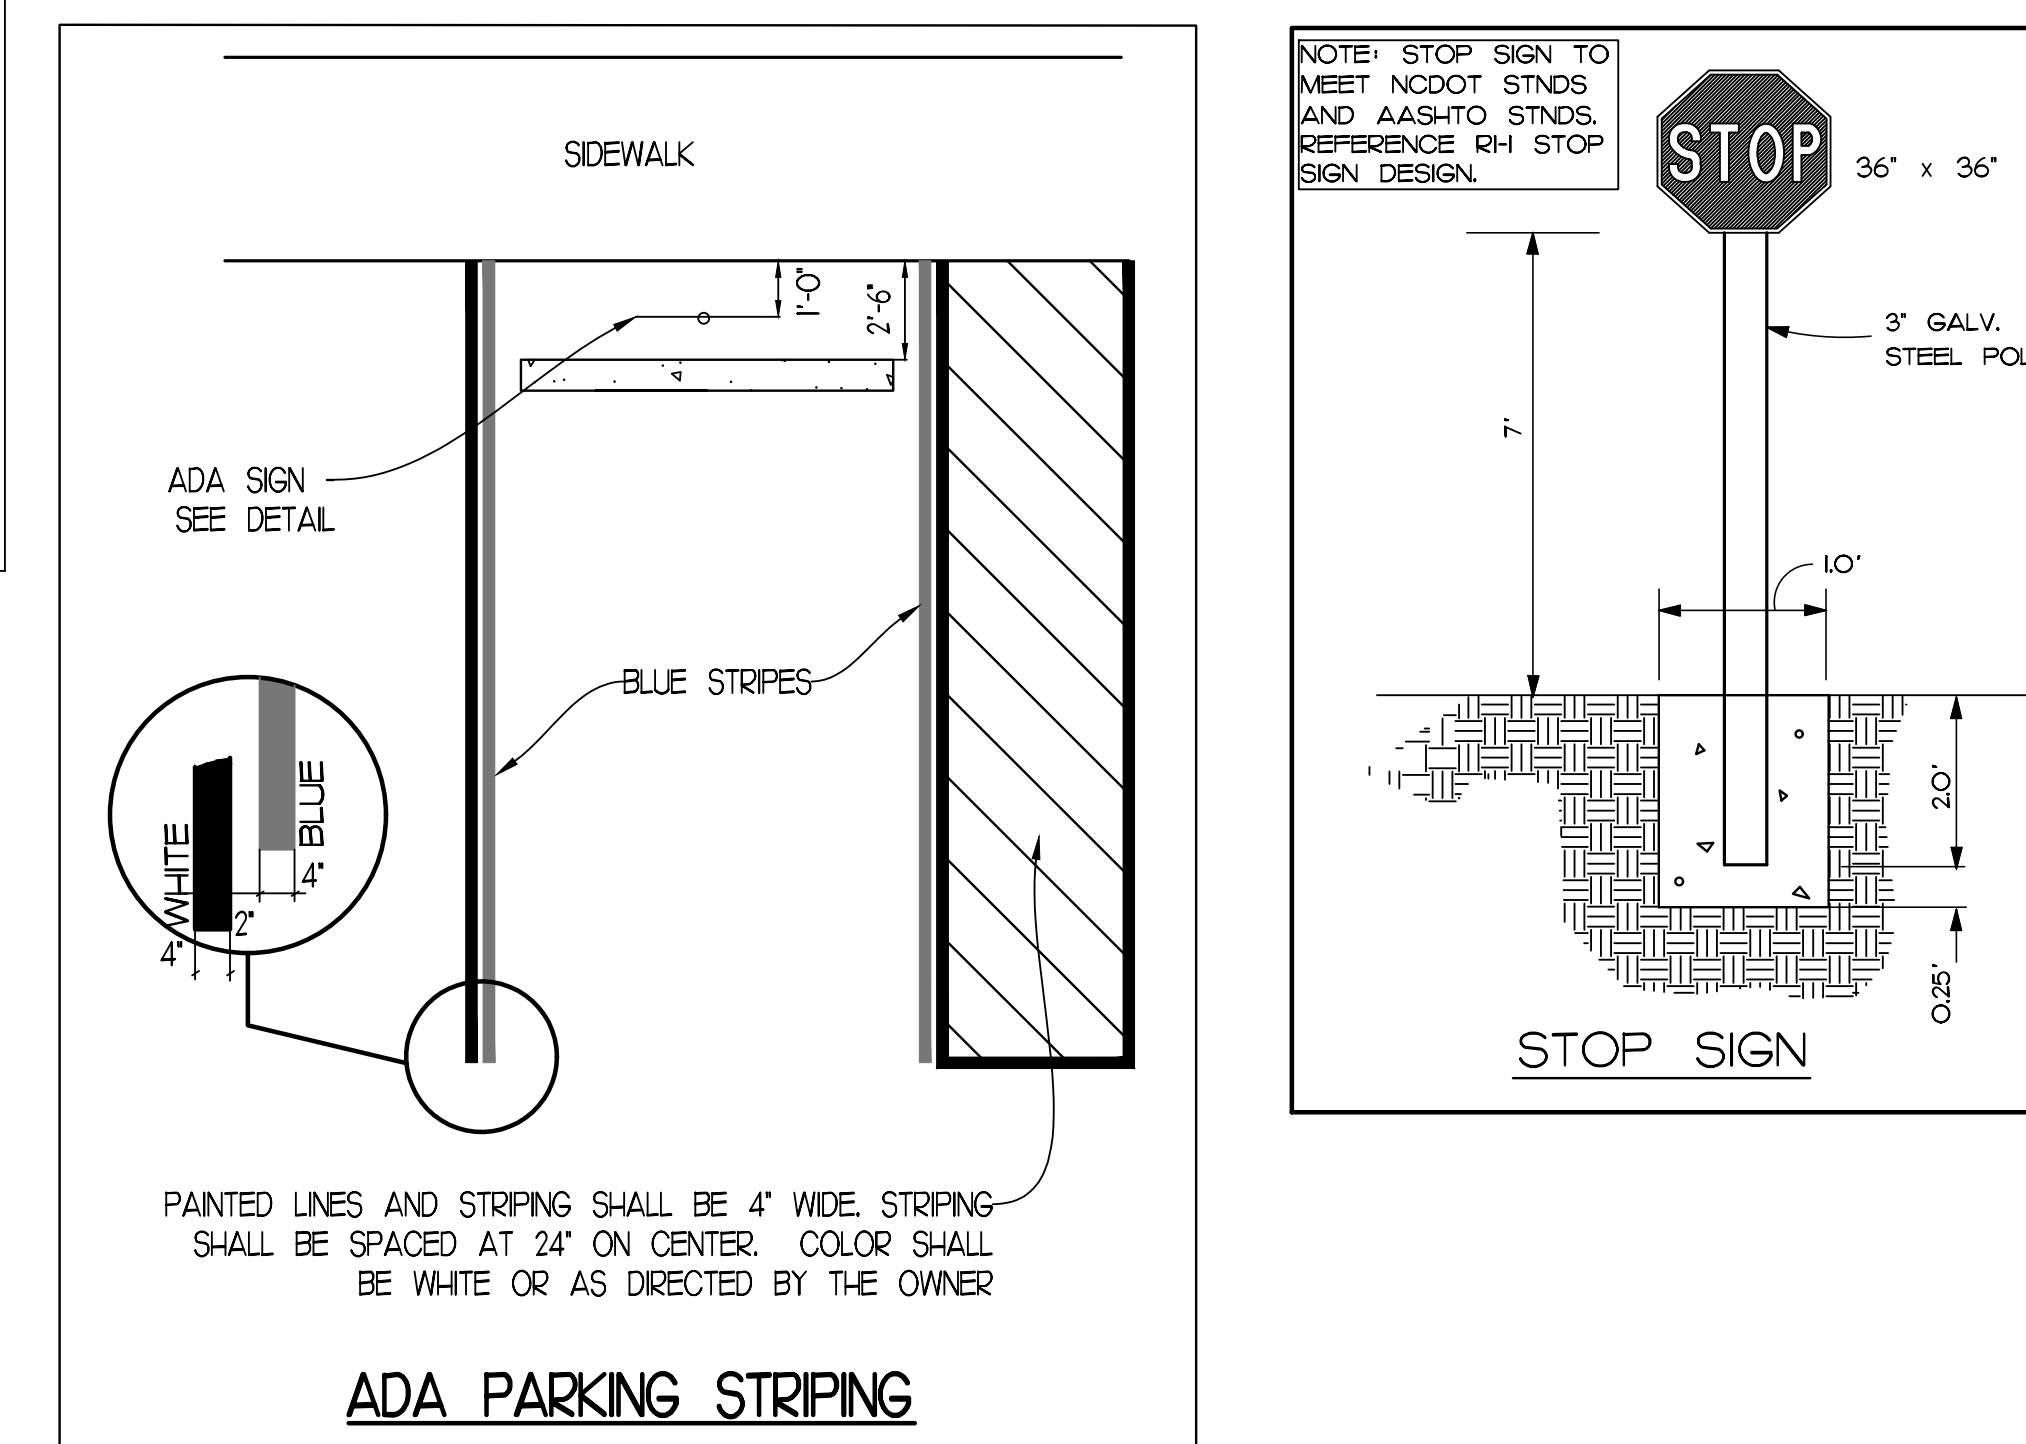 SIDEWALK
1'-0"
2'-6"
ADA SIGN
SEE DETAIL
BLUE STRIPES
WHITE
BLUE
4"
2"
4"
PAINTED LINES AND STRIPING SHALL BE 4" WIDE. STRIPING
SHALL BE SPACED AT 24" ON CENTER. COLOR SHALL
BE WHITE OR AS DIRECTED BY THE OWNER
ADA PARKING STRIPING
NOTE: STOP SIGN TO
MEET NCDOT STNDS
AND AASHTO STNDS.
REFERENCE R1-1 STOP
SIGN DESIGN.
STOP
36" x 36"
3" GALV.
STEEL POL
7'
1.0'
2.0'
0.25'
STOP SIGN